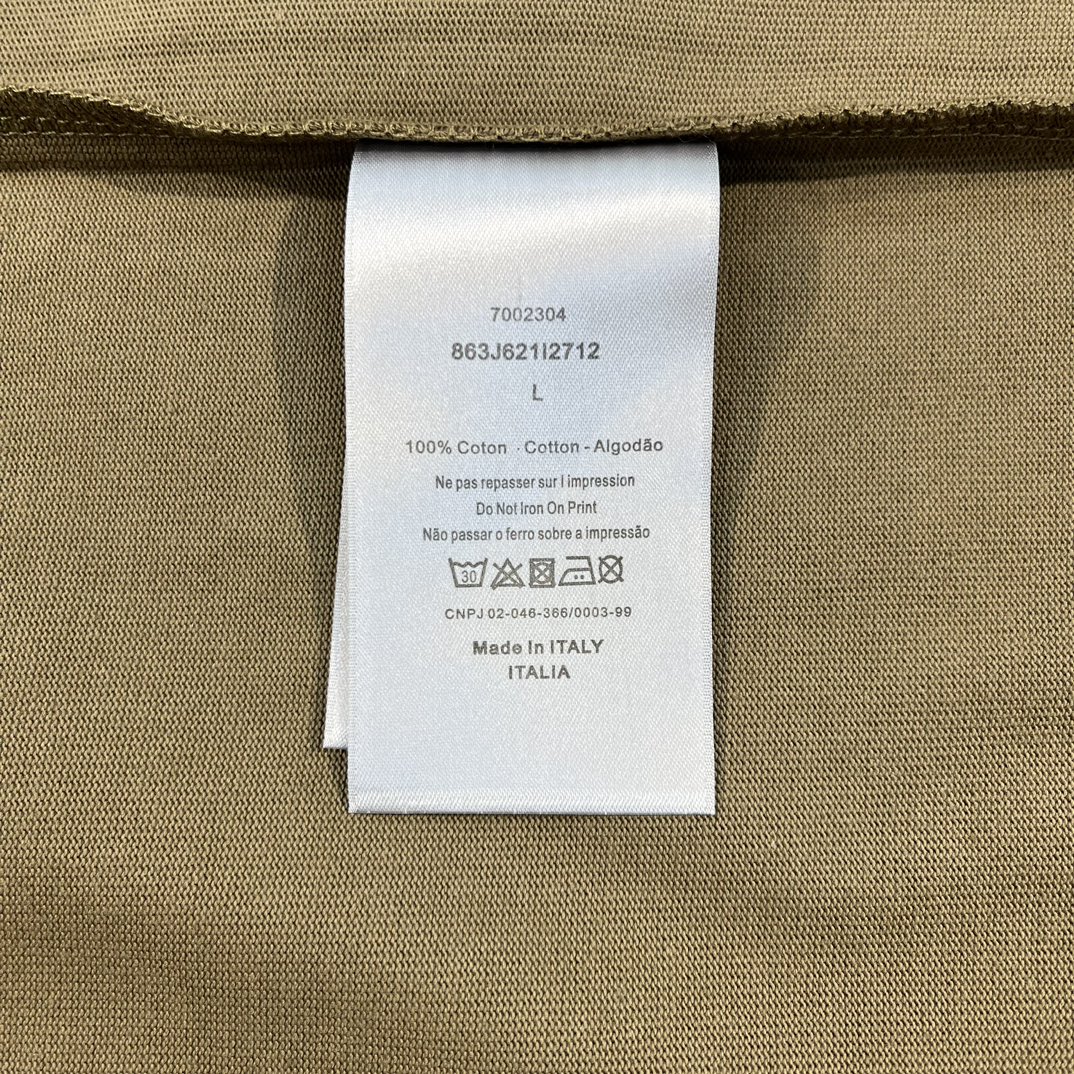 7002304
863J621I2712
L
100% Coton · Cotton - Algodão
Ne pas repasser sur l impression
Do Not Iron On Print
Não passar o ferro sobre a impressão
30
CNPJ 02-046-366/0003-99
Made In ITALY
ITALIA